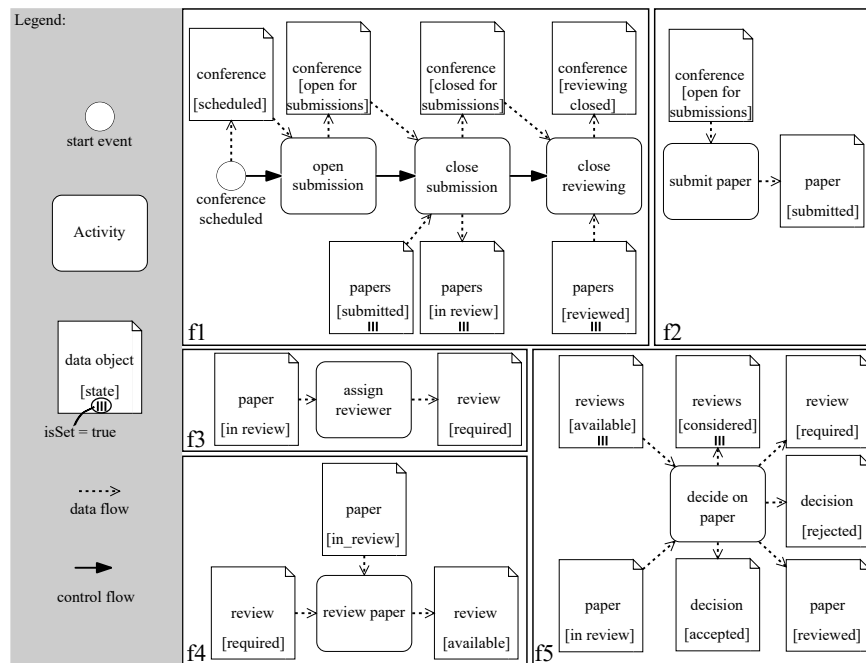 Legend:
start event
Activity
data object
[state]
isSet = true
data flow
control flow
conference
[scheduled]
conference
[open for
submissions]
conference
[closed for
submissions]
conference
[reviewing
closed]
conference
scheduled
open
submission
close
submission
close
reviewing
papers
[submitted]
papers
[in review]
papers
[reviewed]
f1
conference
[open for
submissions]
submit paper
paper
[submitted]
f2
paper
[in review]
assign
reviewer
review
[required]
f3
paper
[in_review]
review
[required]
review paper
review
[available]
f4
reviews
[available]
reviews
[considered]
review
[required]
decide on
paper
decision
[rejected]
paper
[in review]
decision
[accepted]
paper
[reviewed]
f5